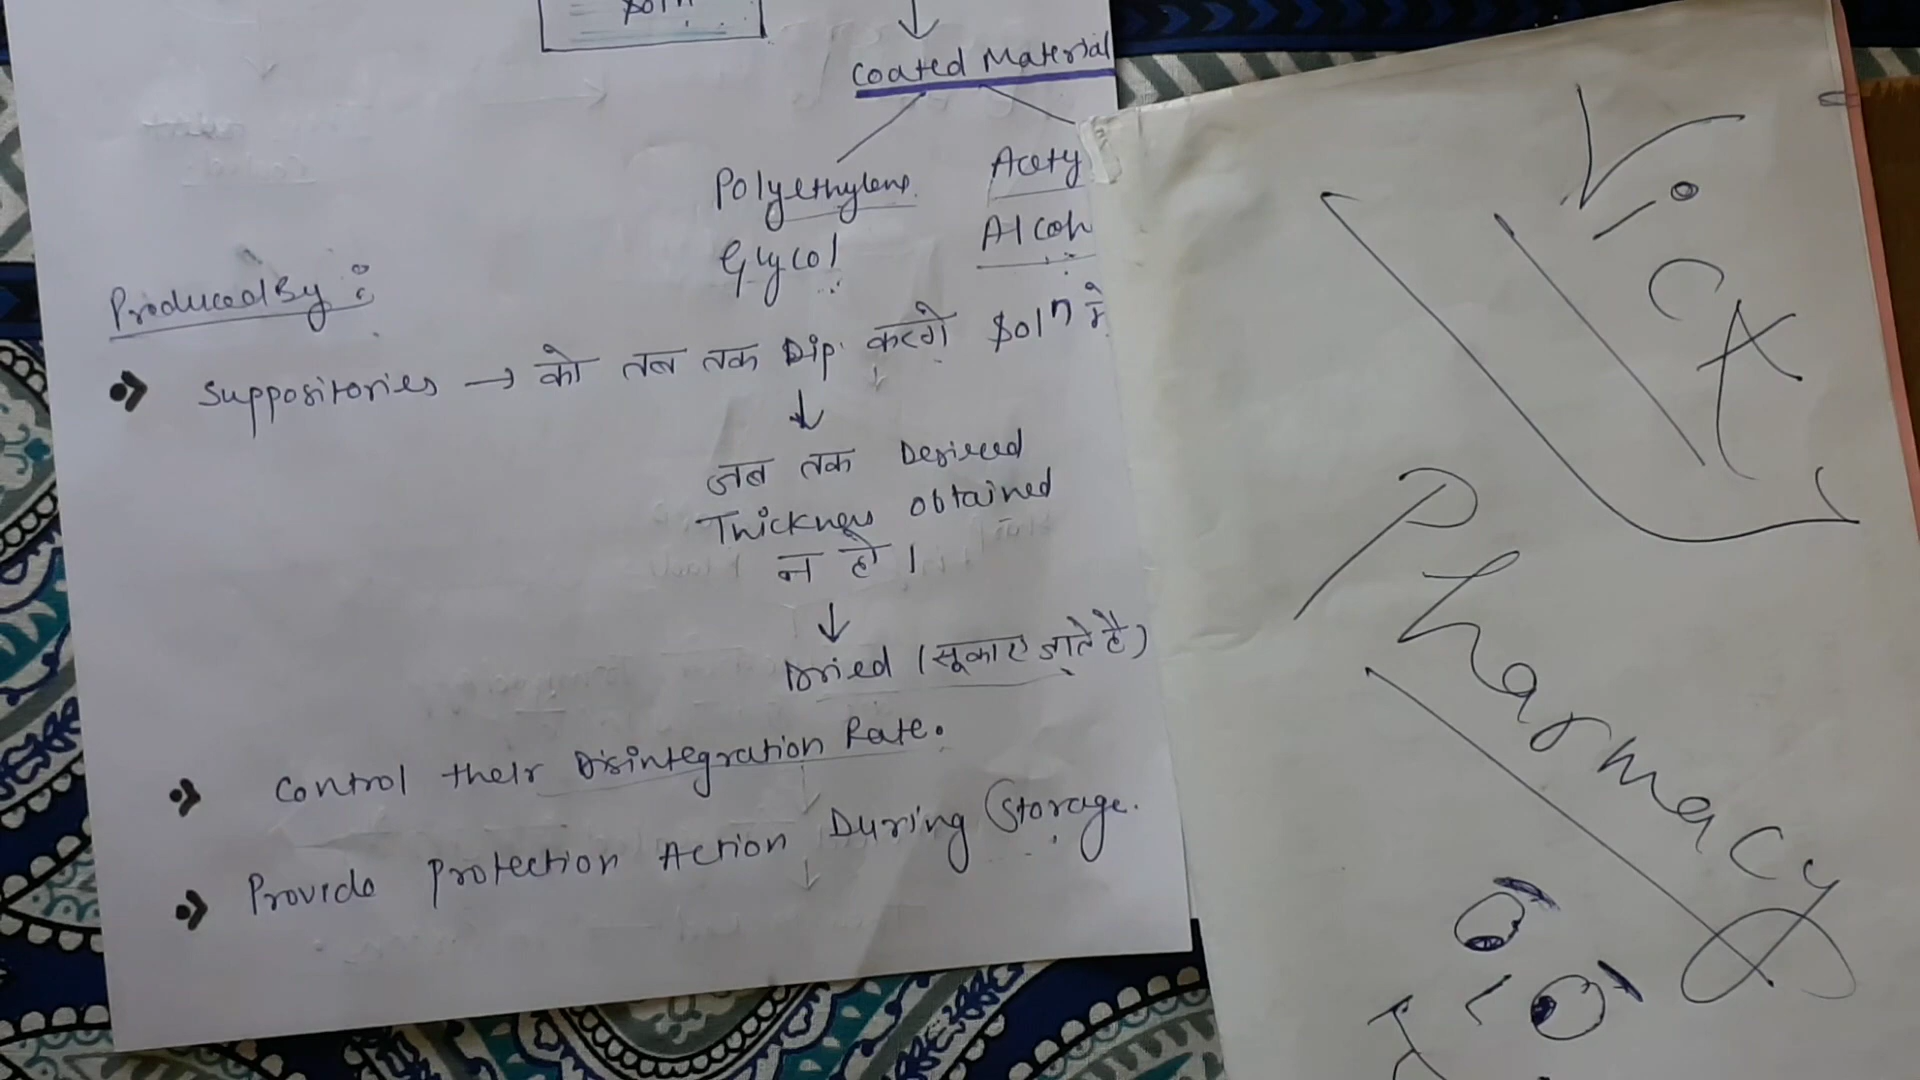 Soln
Coated Material
Polyethylene Acety
Glycol Alcoh
Produced By :
Suppositories → को तब तक Dip करेगे Soln मे
↓
जब तक Desired
Thickness obtained
न हो ।
↓
Dried (सूकाए जाते है)
Control their Disintegration Rate.
Provide Protection Action During Storage.
V.
Pharmacy